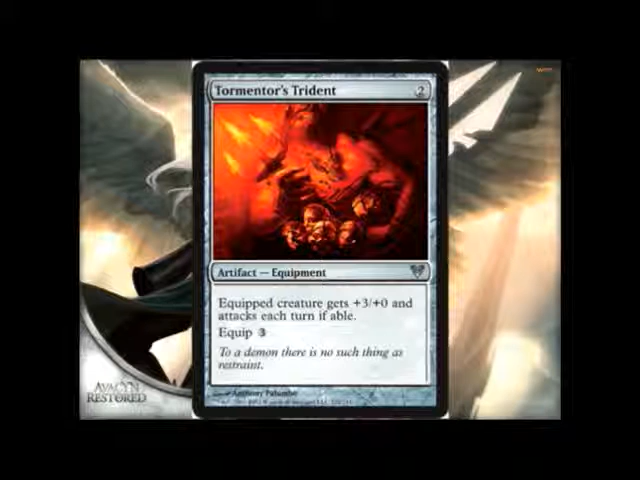 Tormentor's Trident 2
Artifact — Equipment
Equipped creature gets +3/+0 and
attacks each turn if able.
Equip 3
To a demon there is no such thing as
restraint.
Anthony Palumbo
AVACYN
RESTORED